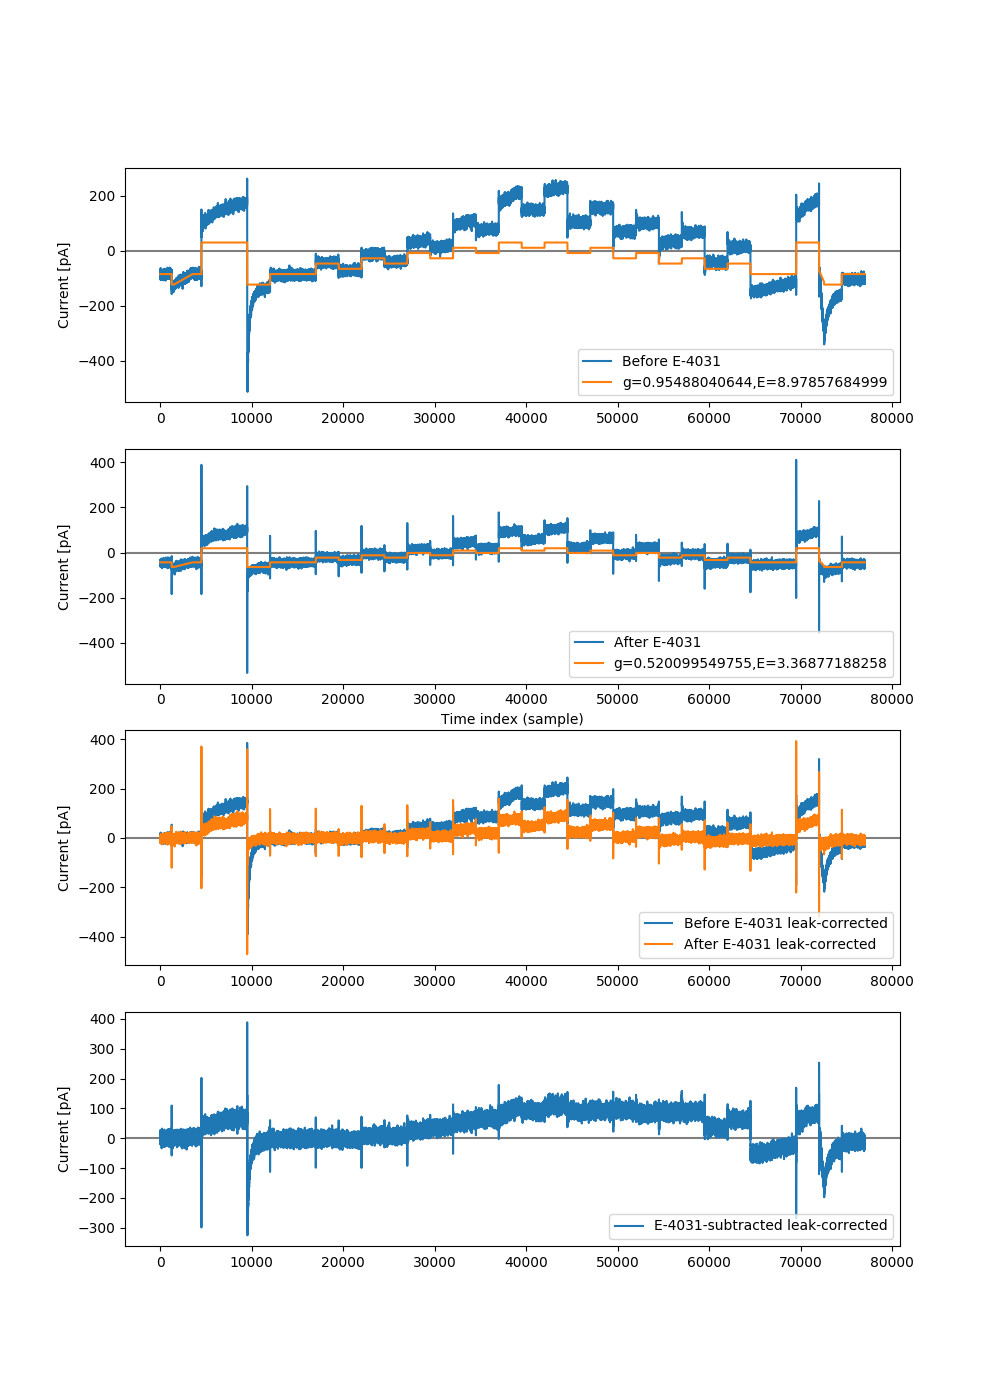 200
0
−200
−400
Current [pA]
Before E-4031
g=0.95488040644,E=8.97857684999
0 10000 20000 30000 40000 50000 60000 70000 80000
400
200
0
−200
−400
Current [pA]
After E-4031
g=0.520099549755,E=3.36877188258
0 10000 20000 30000 40000 50000 60000 70000 80000
Time index (sample)
400
200
0
−200
−400
Current [pA]
Before E-4031 leak-corrected
After E-4031 leak-corrected
0 10000 20000 30000 40000 50000 60000 70000 80000
400
300
200
100
0
−100
−200
−300
Current [pA]
E-4031-subtracted leak-corrected
0 10000 20000 30000 40000 50000 60000 70000 80000